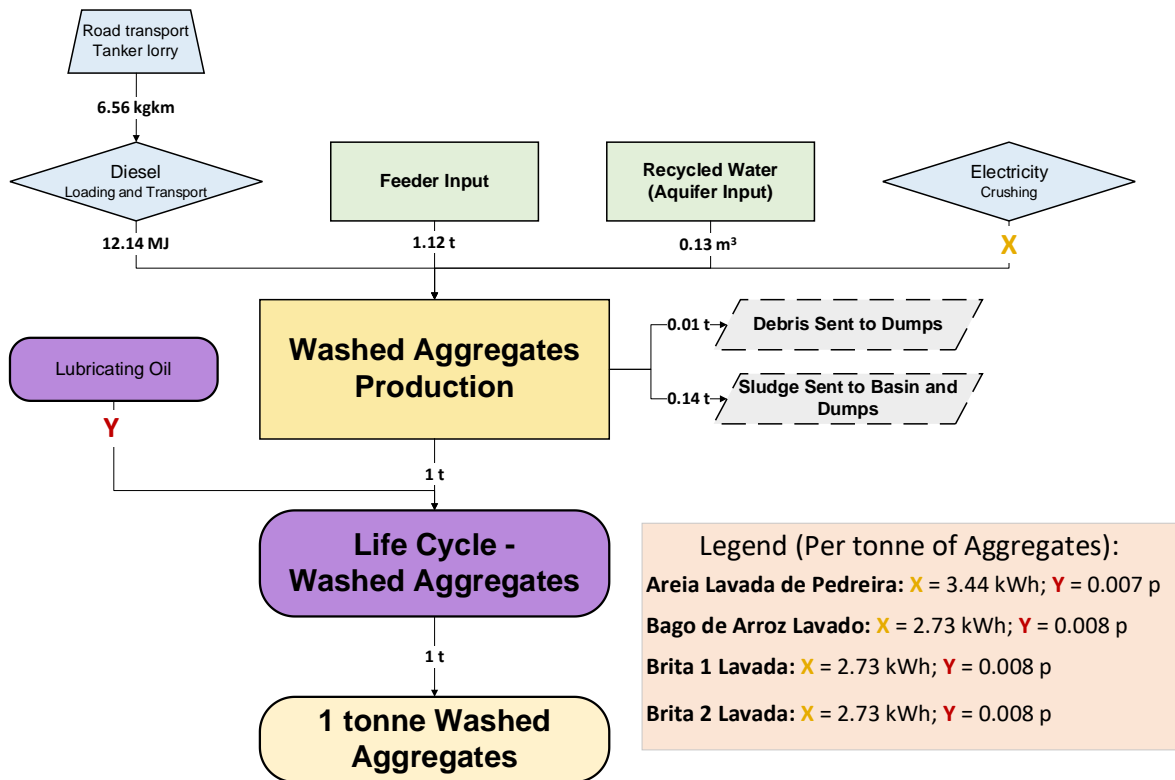 Road transport
Tanker lorry
6.56 kgkm
Diesel
Loading and Transport
Feeder Input
Recycled Water
(Aquifer Input)
Electricity
Crushing
12.14 MJ
1.12 t
0.13 m³
X
Washed Aggregates
Production
0.01 t
Debris Sent to Dumps
0.14 t
Sludge Sent to Basin and
Dumps
Lubricating Oil
Y
1 t
Life Cycle -
Washed Aggregates
1 t
1 tonne Washed
Aggregates
Legend (Per tonne of Aggregates):
Areia Lavada de Pedreira: X = 3.44 kWh; Y = 0.007 p
Bago de Arroz Lavado: X = 2.73 kWh; Y = 0.008 p
Brita 1 Lavada: X = 2.73 kWh; Y = 0.008 p
Brita 2 Lavada: X = 2.73 kWh; Y = 0.008 p